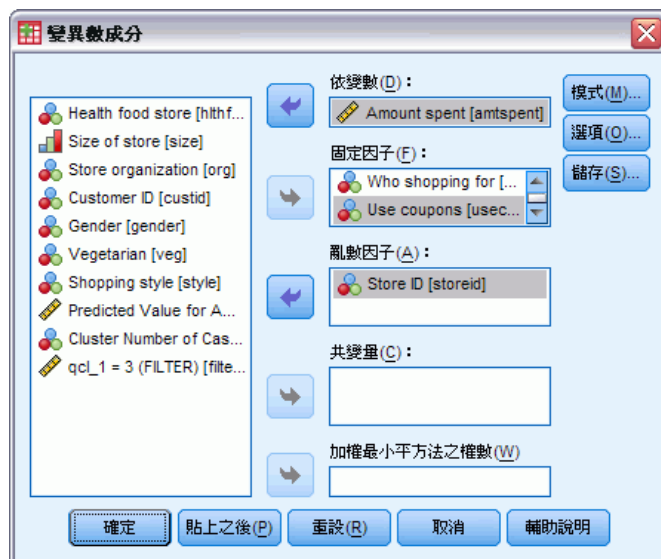 變異數成分
Health food store [hlthf...
Size of store [size]
Store organization [org]
Customer ID [custid]
Gender [gender]
Vegetarian [veg]
Shopping style [style]
Predicted Value for A...
Cluster Number of Cas...
qcl_1 = 3 (FILTER) [filte...
依變數(D)：
Amount spent [amtspent]
固定因子(F)：
Who shopping for [...
Use coupons [usec...
亂數因子(A)：
Store ID [storeid]
共變量(C)：
加權最小平方法之權數(W)
模式(M)...
選項(O)...
儲存(S)...
確定
貼上之後(P)
重設(R)
取消
輔助說明